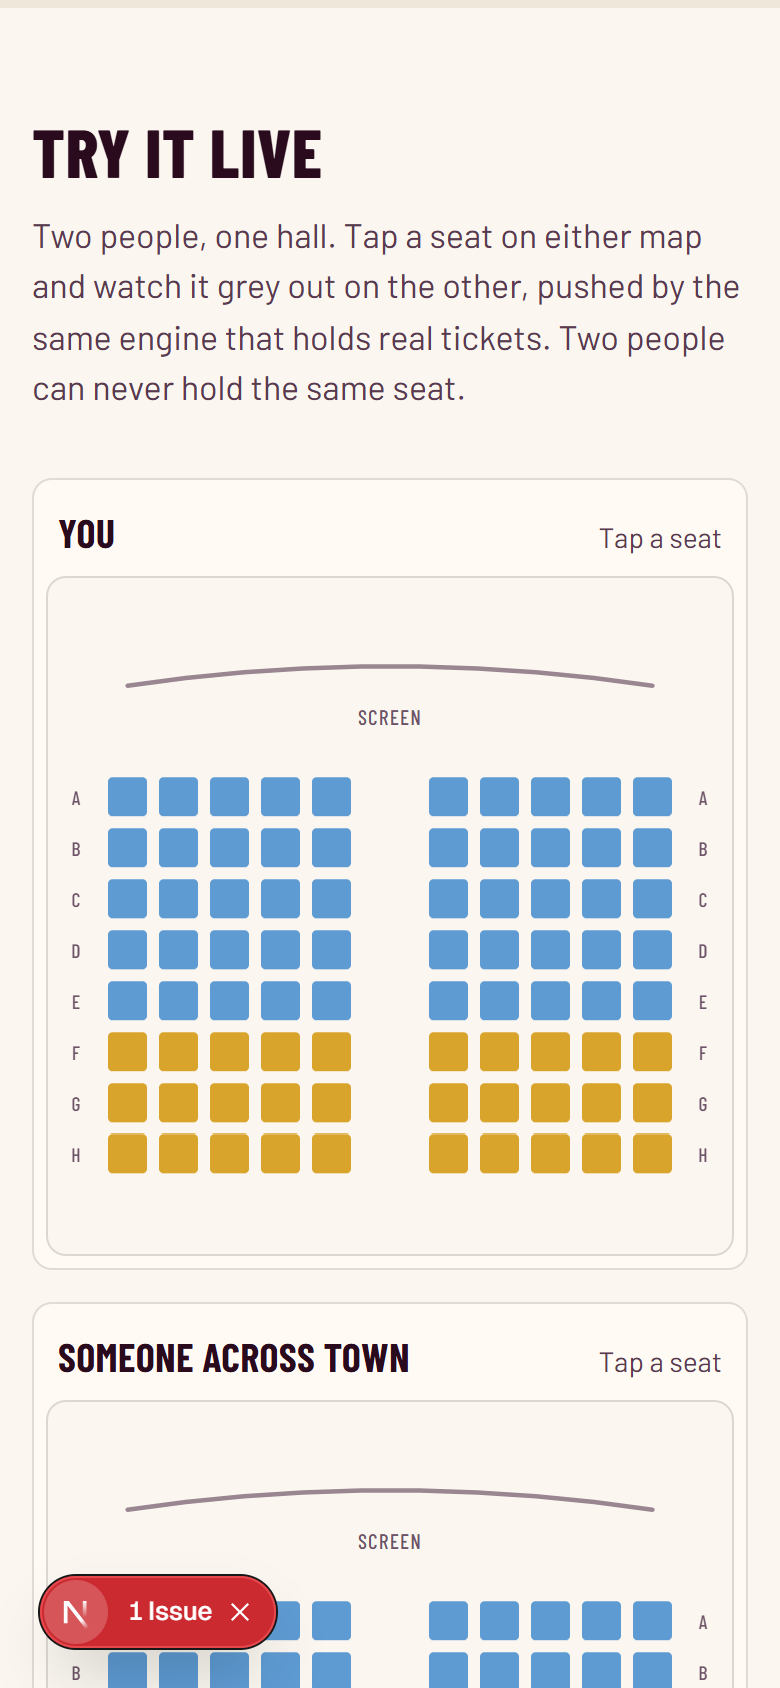 TRY IT LIVE
Two people, one hall. Tap a seat on either map
and watch it grey out on the other, pushed by the
same engine that holds real tickets. Two people
can never hold the same seat.
YOU Tap a seat
SCREEN
A A
B B
C C
D D
E E
F F
G G
H H
SOMEONE ACROSS TOWN Tap a seat
SCREEN
N 1 Issue A
B B